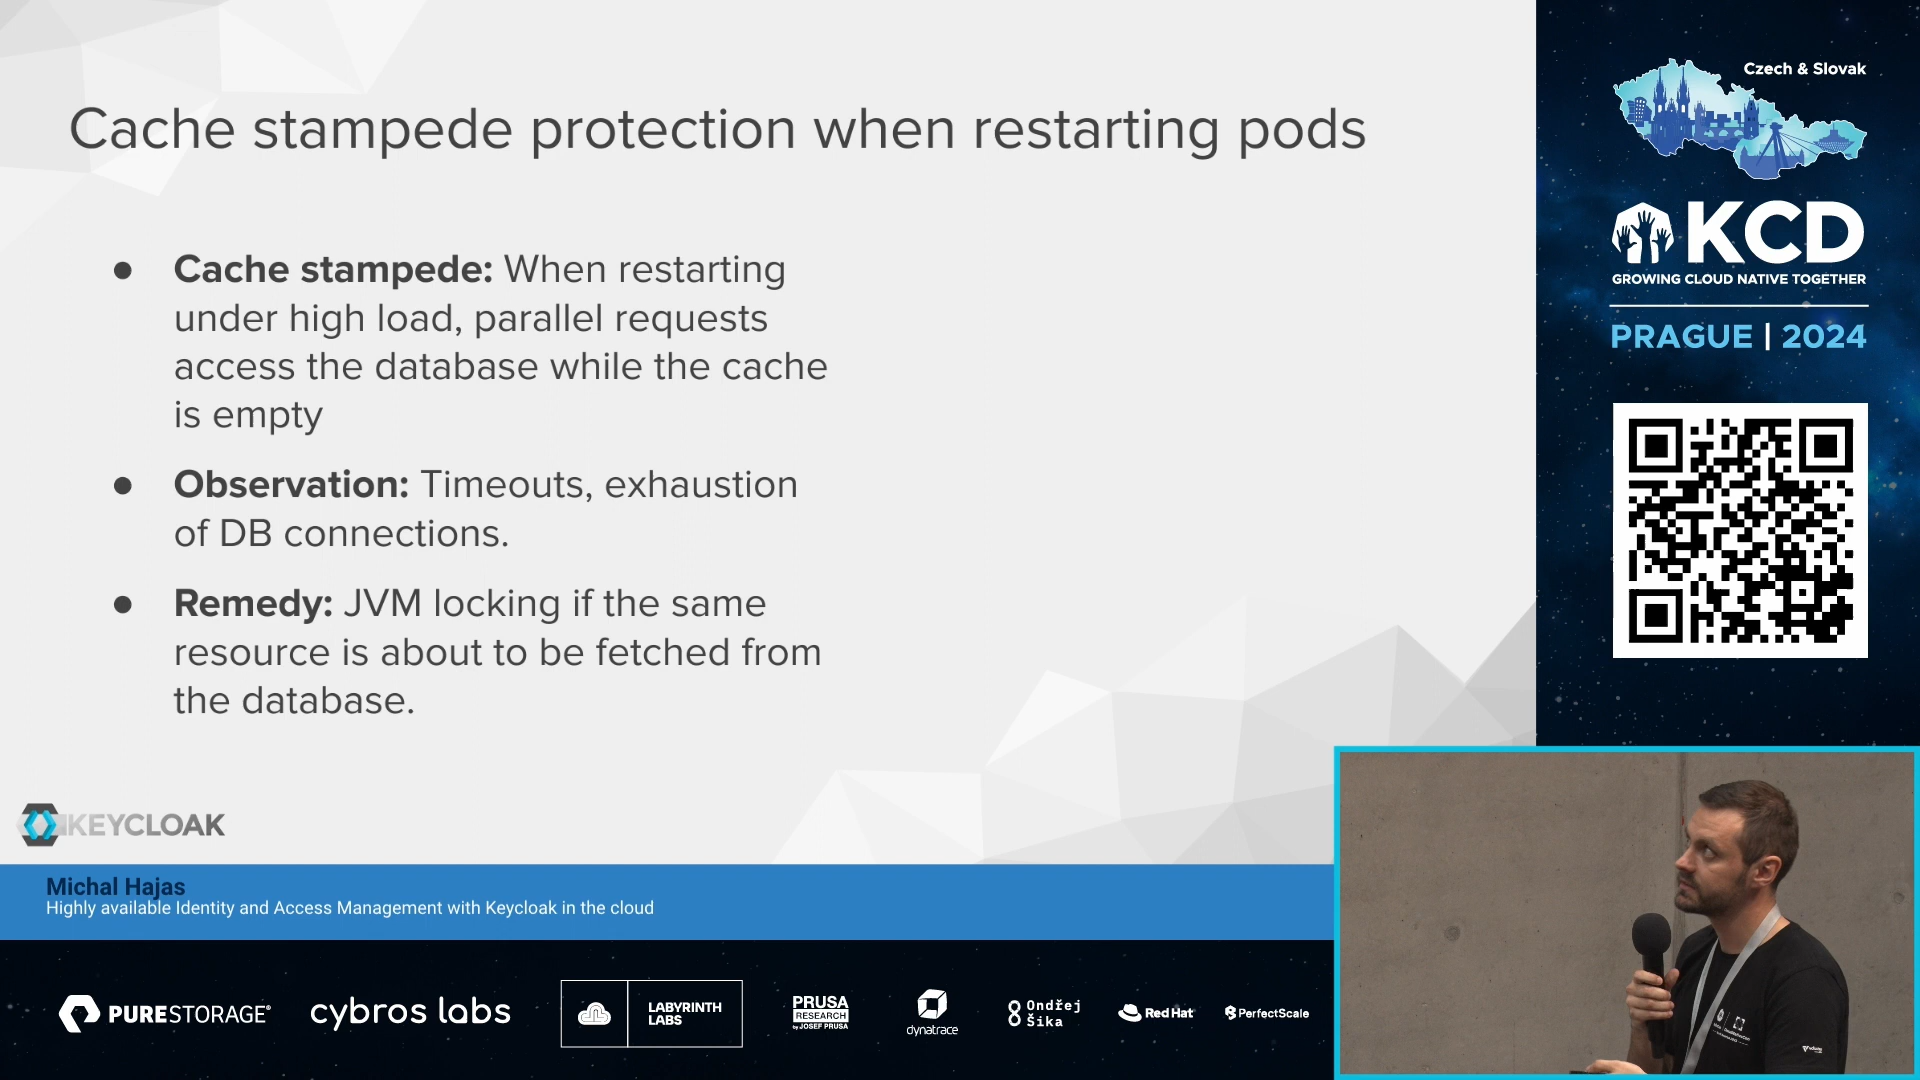 Cache stampede protection when restarting pods
● Cache stampede: When restarting
under high load, parallel requests
access the database while the cache
is empty
● Observation: Timeouts, exhaustion
of DB connections.
● Remedy: JVM locking if the same
resource is about to be fetched from
the database.
KEYCLOAK
Czech & Slovak
KCD
GROWING CLOUD NATIVE TOGETHER
PRAGUE | 2024
Michal Hajas
Highly available Identity and Access Management with Keycloak in the cloud
PURESTORAGE®
cybros labs
LABYRINTH
LABS
PRUSA
RESEARCH
by JOSEF PRUSA
dynatrace
Ondřej
Šika
Red Hat
PerfectScale